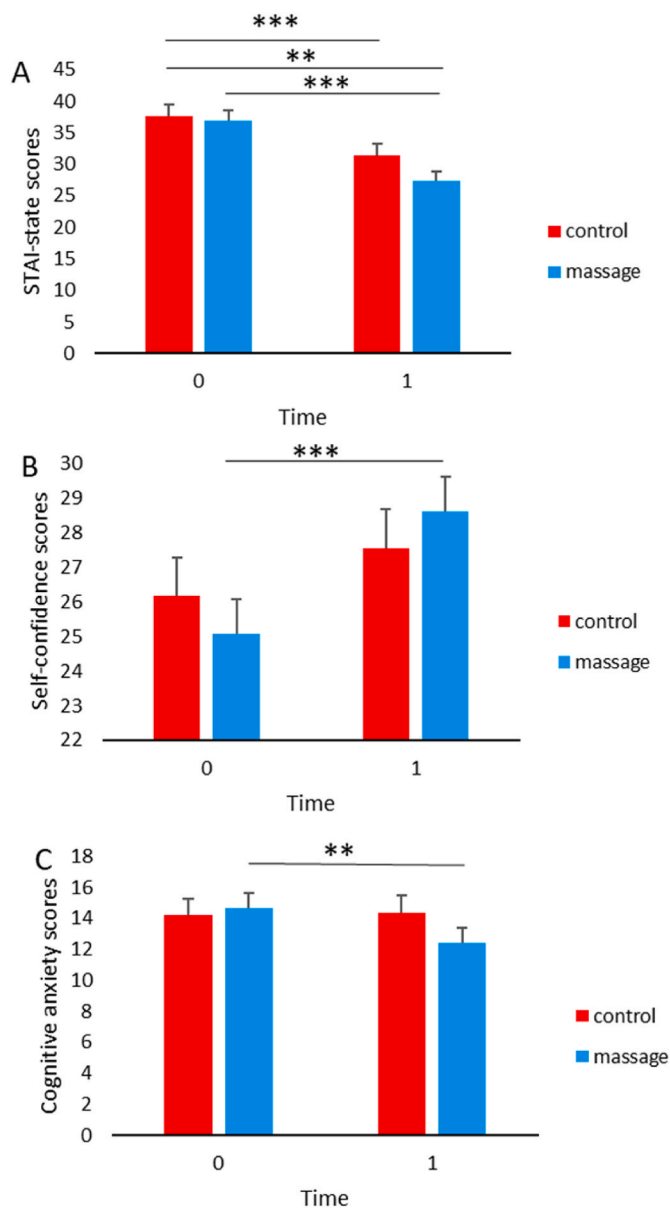 ***
**
***
A
45
40
35
30
25
20
15
10
5
0
STAI-state scores
0 1
Time
control
massage
B
***
30
29
28
27
26
25
24
23
22
Self-confidence scores
0 1
Time
control
massage
C
**
18
16
14
12
10
8
6
4
2
0
Cognitive anxiety scores
0 1
Time
control
massage